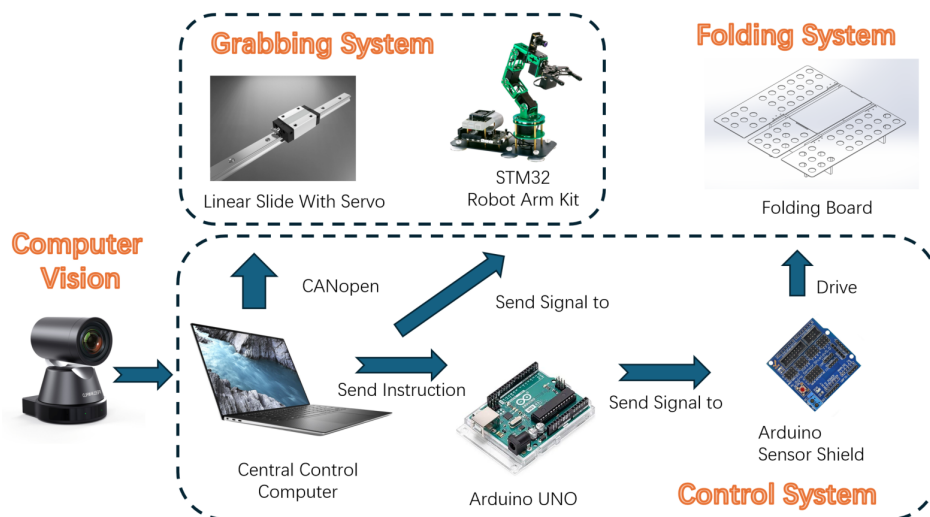 Grabbing System
Folding System
Linear Slide With Servo
STM32
Robot Arm Kit
Folding Board
Computer
Vision
CANopen
Send Signal to
Drive
Send Instruction
Send Signal to
Central Control
Computer
Arduino UNO
Arduino
Sensor Shield
Control System